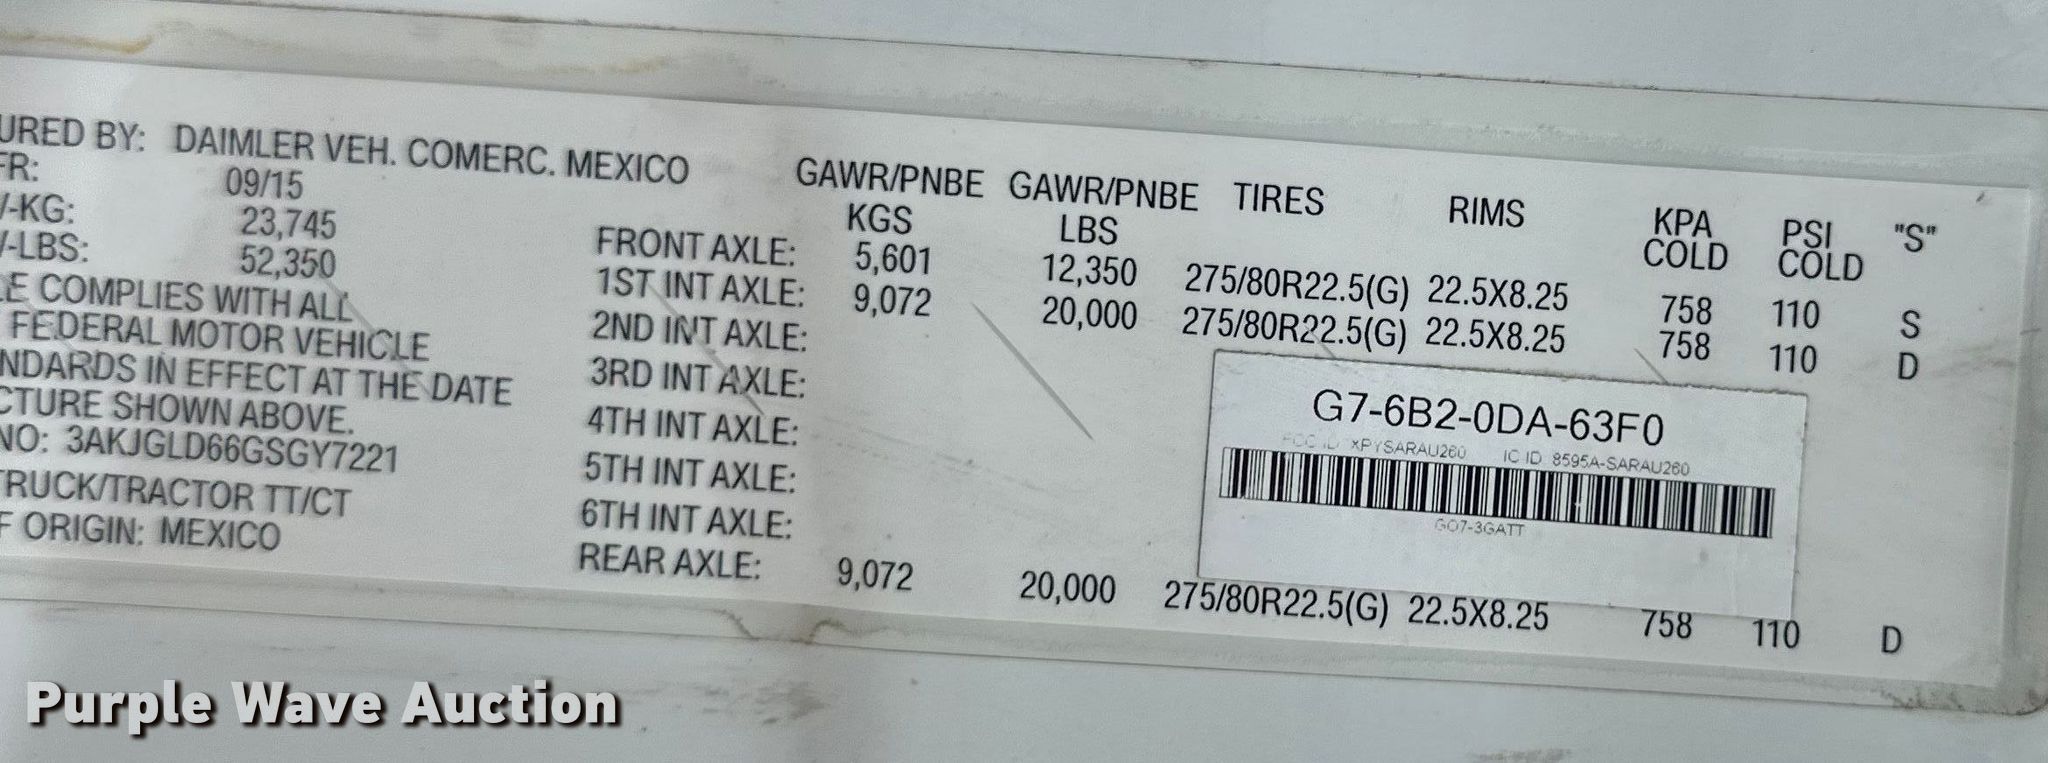 URED BY: DAIMLER VEH. COMERC. MEXICO
FR: 09/15
-KG: 23,745
-LBS: 52,350
LE COMPLIES WITH ALL
FEDERAL MOTOR VEHICLE
NDARDS IN EFFECT AT THE DATE
CTURE SHOWN ABOVE.
NO: 3AKJGLD66GSGY7221
TRUCK/TRACTOR TT/CT
F ORIGIN: MEXICO
GAWR/PNBE GAWR/PNBE TIRES RIMS KPA PSI "S"
KGS LBS COLD COLD
FRONT AXLE: 5,601 12,350 275/80R22.5(G) 22.5X8.25 758 110 S
1ST INT AXLE: 9,072 20,000 275/80R22.5(G) 22.5X8.25 758 110 D
2ND INT AXLE:
3RD INT AXLE:
4TH INT AXLE:
5TH INT AXLE:
6TH INT AXLE:
REAR AXLE: 9,072 20,000 275/80R22.5(G) 22.5X8.25 758 110 D
G7-6B2-0DA-63F0
FCC ID: XPYSARAU260 IC ID 8595A-SARAU260
GO7-3GATT
Purple Wave Auction